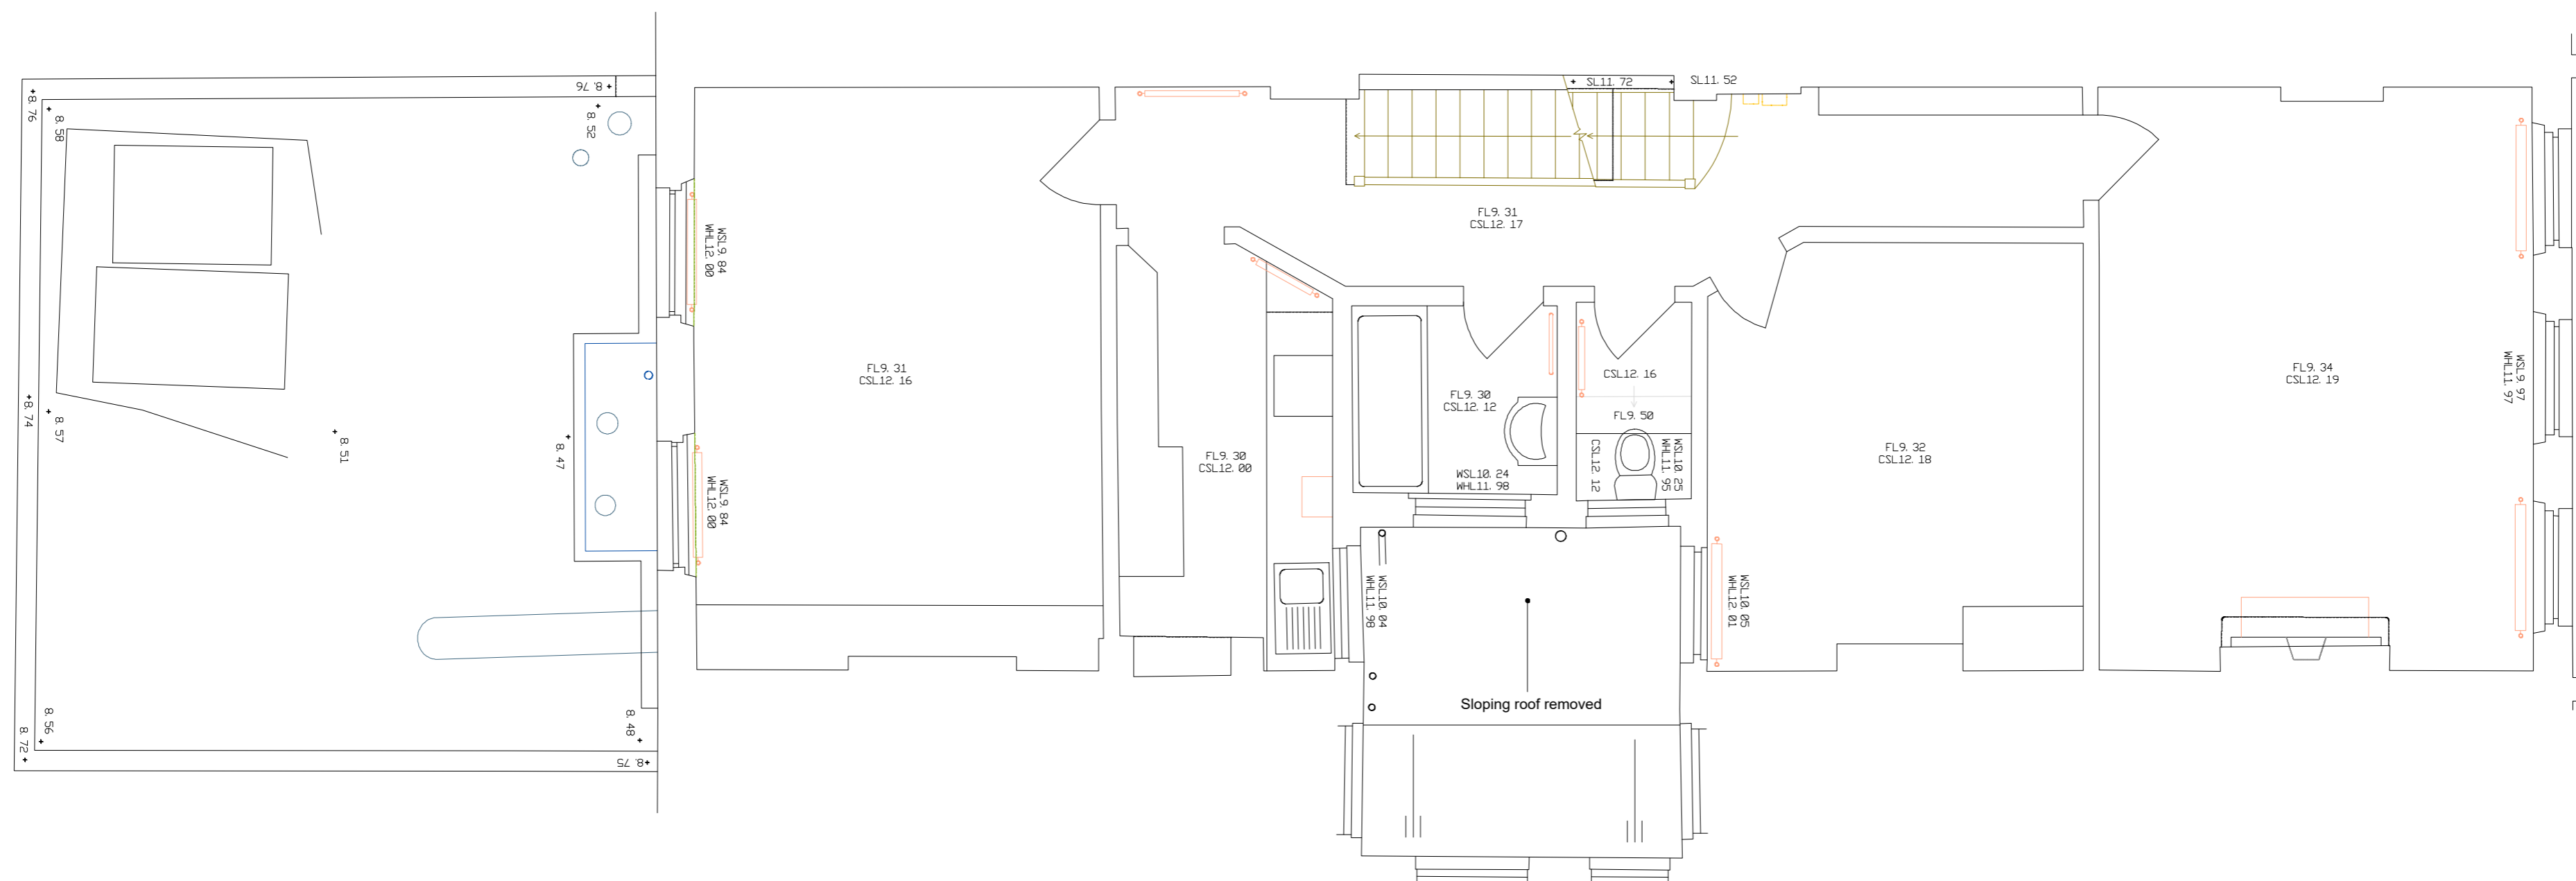 8. 76
8. 76
8. 58
8. 52
SL11. 72
SL11. 52
FL9. 31
CSL12. 17
WSL9. 84
WHL12. 00
FL9. 31
CSL12. 16
CSL12. 16
FL9. 30
CSL12. 12
FL9. 50
FL9. 34
CSL12. 19
WSL9. 97
WHL11. 97
8. 74
8. 57
8. 51
8. 47
WSL9. 84
WHL12. 00
FL9. 30
CSL12. 00
WSL10. 24
WHL11. 98
CSL12. 12
WSL10. 25
WHL11. 95
FL9. 32
CSL12. 18
WSL10. 04
WHL11. 98
WSL10. 05
WHL12. 01
Sloping roof removed
8. 56
8. 72
8. 48
8. 75